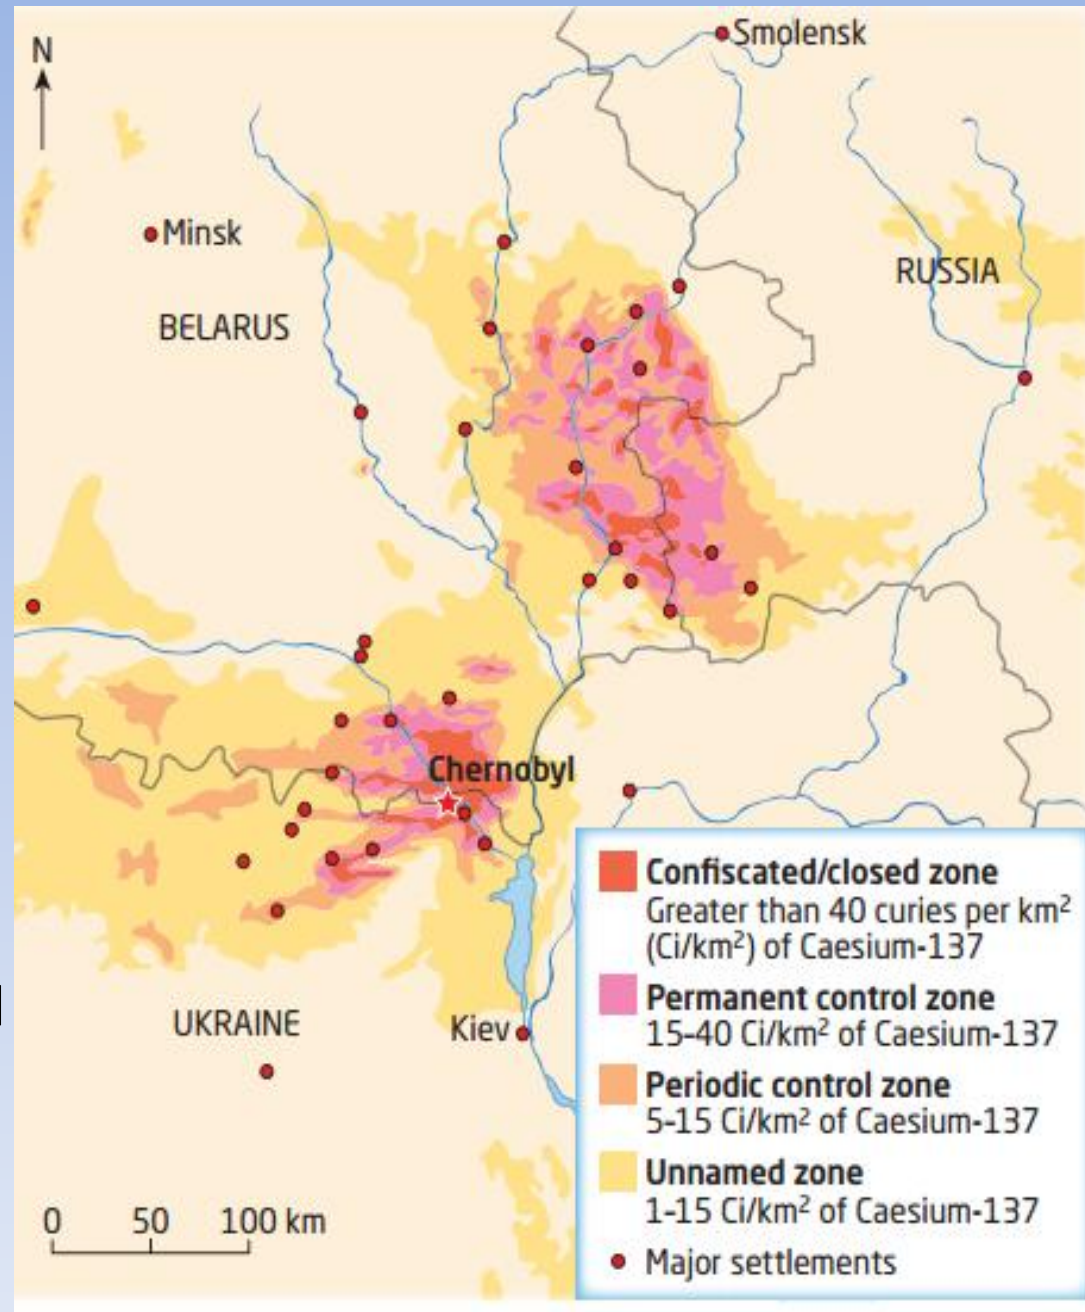 N
Smolensk
Minsk
RUSSIA
BELARUS
Chernobyl
UKRAINE
Kiev
0 50 100 km
Confiscated/closed zone
Greater than 40 curies per km²
(Ci/km²) of Caesium-137
Permanent control zone
15-40 Ci/km² of Caesium-137
Periodic control zone
5-15 Ci/km² of Caesium-137
Unnamed zone
1-15 Ci/km² of Caesium-137
Major settlements